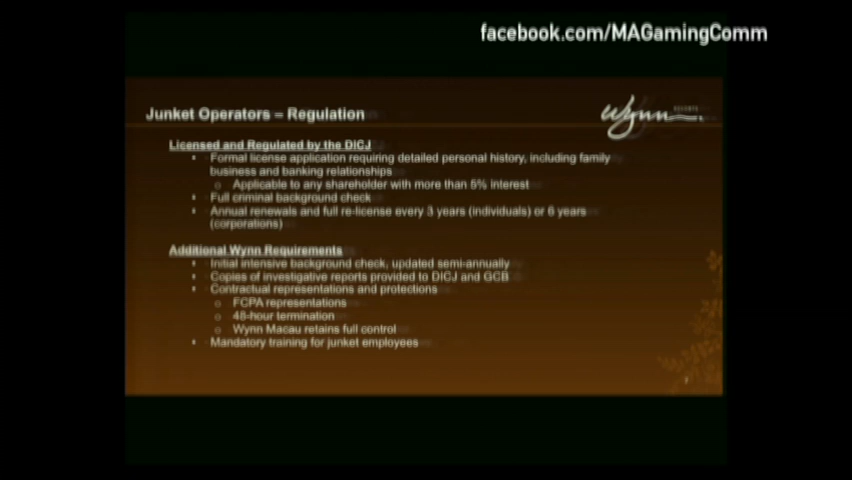 facebook.com/MAGamingComm
Junket Operators – Regulation
Wynn
Licensed and Regulated by the DICJ
Formal license application requiring detailed personal history, including family
business and banking relationships
Applicable to any shareholder with more than 5% interest
Full criminal background check
Annual renewals and full re-license every 3 years (individuals) or 6 years
(corporations)
Additional Wynn Requirements
Initial intensive background check, updated semi-annually
Copies of investigative reports provided to DICJ and GCB
Contractual representations and protections
FCPA representations
48-hour termination
Wynn Macau retains full control
Mandatory training for junket employees